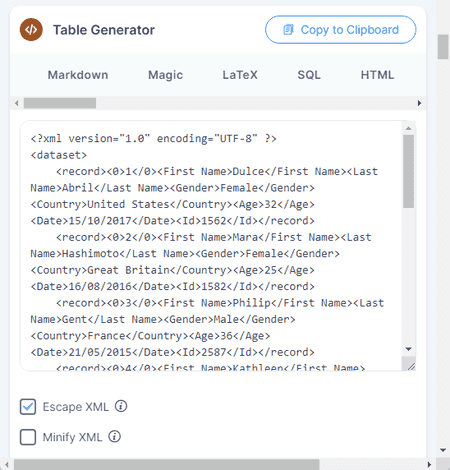 Table Generator
Copy to Clipboard
Markdown Magic LaTeX SQL HTML
<?xml version="1.0" encoding="UTF-8" ?>
<dataset>
<record><0>1</0><First Name>Dulce</First Name><Last
Name>Abril</Last Name><Gender>Female</Gender>
<Country>United States</Country><Age>32</Age>
<Date>15/10/2017</Date><Id>1562</Id></record>
<record><0>2</0><First Name>Mara</First Name><Last
Name>Hashimoto</Last Name><Gender>Female</Gender>
<Country>Great Britain</Country><Age>25</Age>
<Date>16/08/2016</Date><Id>1582</Id></record>
<record><0>3</0><First Name>Philip</First Name><Last
Name>Gent</Last Name><Gender>Male</Gender>
<Country>France</Country><Age>36</Age>
<Date>21/05/2015</Date><Id>2587</Id></record>
<record><0>4</0><First Name>Kathleen</First Name>
Escape XML
Minify XML